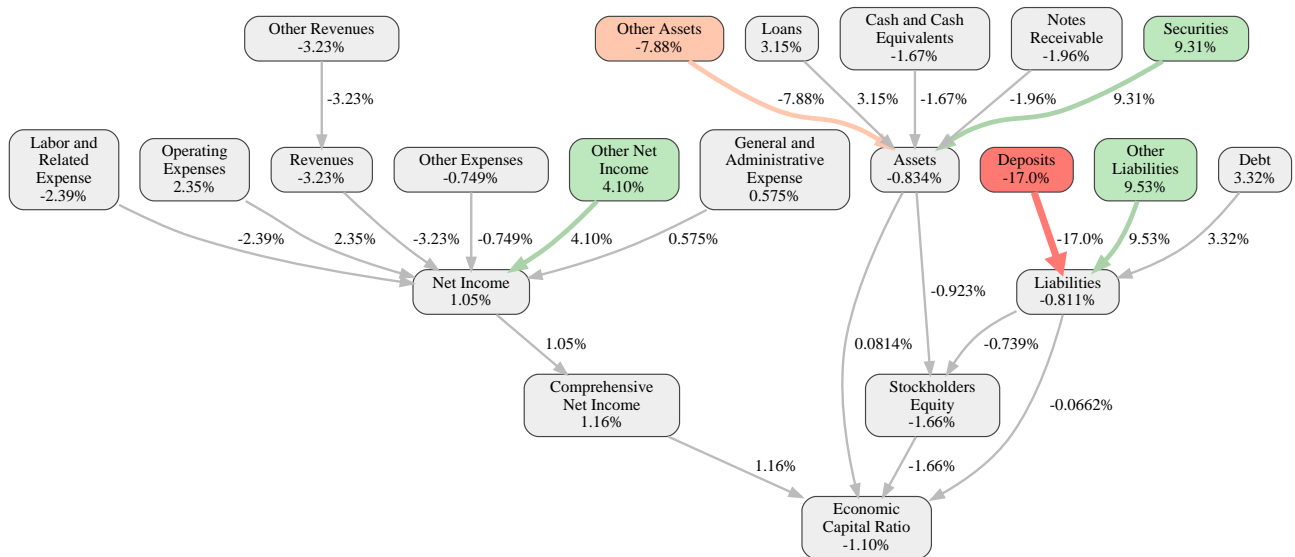 Other Revenues
-3.23%
Other Assets
-7.88%
Loans
3.15%
Cash and Cash
Equivalents
-1.67%
Notes
Receivable
-1.96%
Securities
9.31%
-3.23%
-7.88%
3.15%
-1.67%
-1.96%
9.31%
Labor and
Related
Expense
-2.39%
Operating
Expenses
2.35%
Revenues
-3.23%
Other Expenses
-0.749%
Other Net
Income
4.10%
General and
Administrative
Expense
0.575%
Assets
-0.834%
Deposits
-17.0%
Other
Liabilities
9.53%
Debt
3.32%
-2.39%
2.35%
-3.23%
-0.749%
4.10%
0.575%
-17.0%
9.53%
3.32%
Net Income
1.05%
-0.923%
Liabilities
-0.811%
1.05%
0.0814%
-0.739%
Comprehensive
Net Income
1.16%
Stockholders
Equity
-1.66%
-0.0662%
1.16%
-1.66%
Economic
Capital Ratio
-1.10%